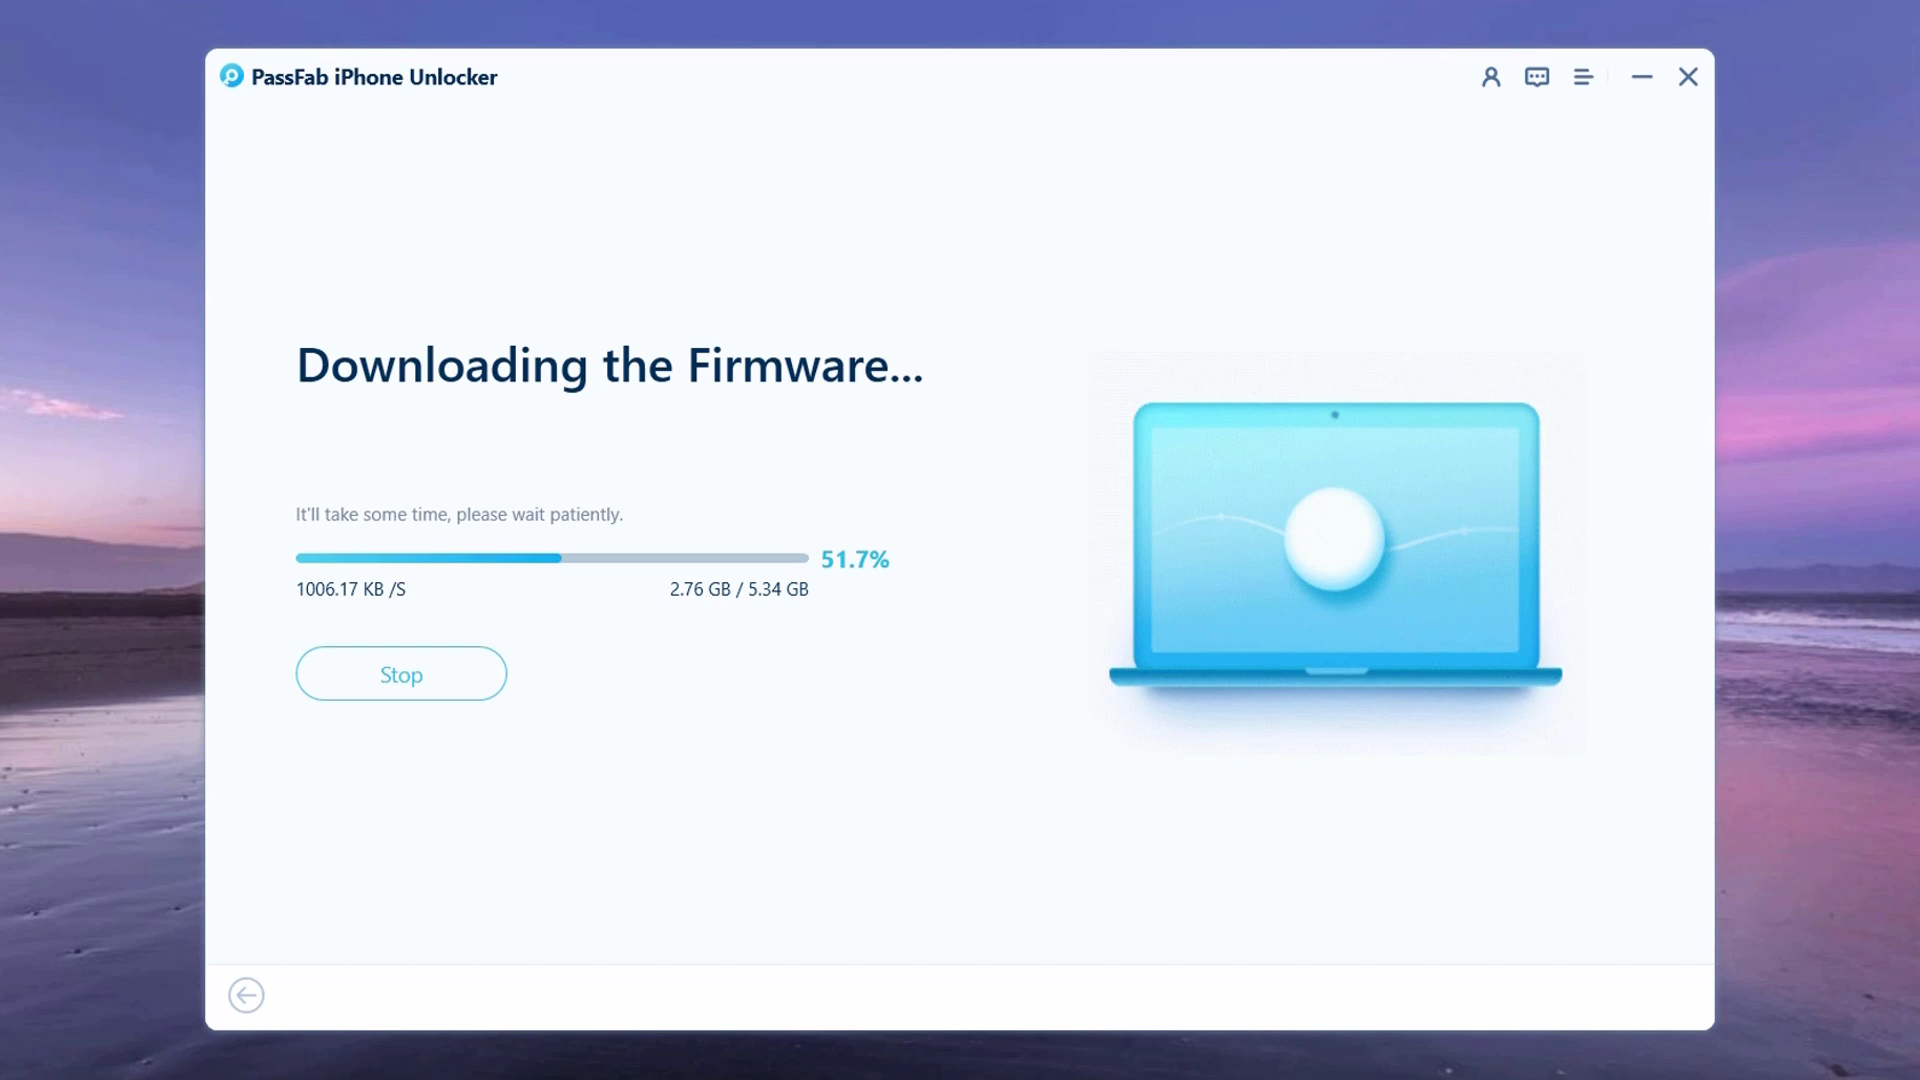 PassFab iPhone Unlocker
Downloading the Firmware...
It'll take some time, please wait patiently.
51.7%
1006.17 KB /S
2.76 GB / 5.34 GB
Stop